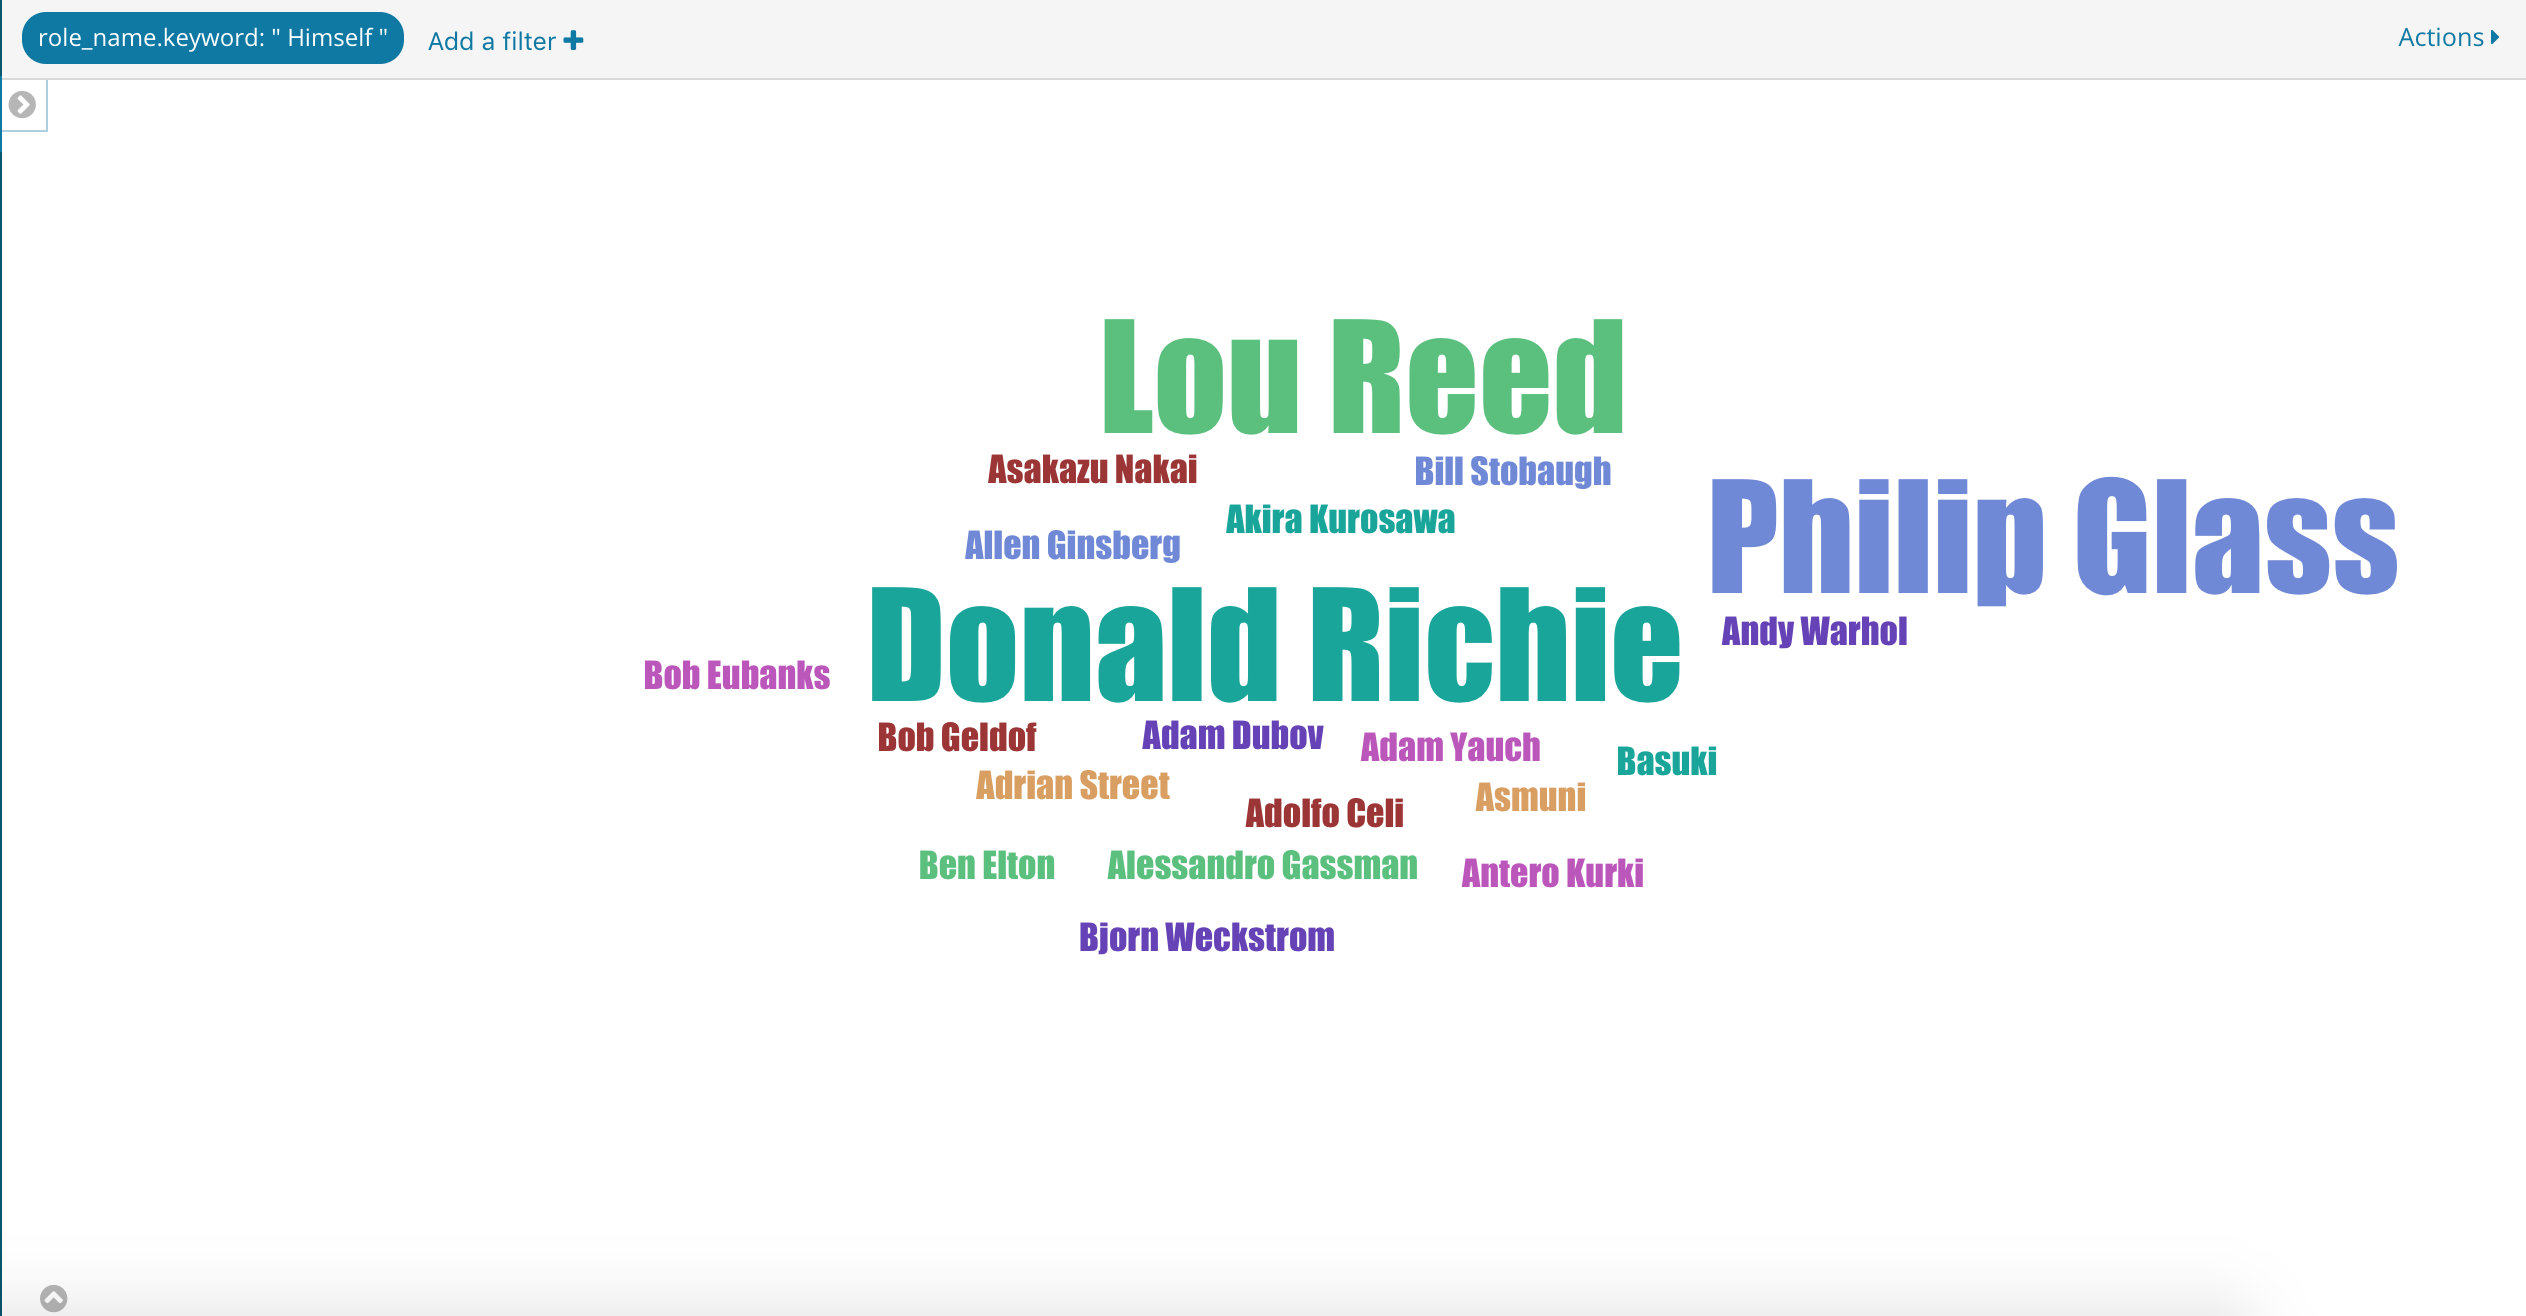 role_name.keyword: " Himself "
Add a filter
Actions
Lou Reed
Asakazu Nakai
Bill Stobaugh
Akira Kurosawa
Allen Ginsberg
Philip Glass
Donald Richie
Andy Warhol
Bob Eubanks
Bob Geldof
Adam Dubov
Adam Yauch
Basuki
Adrian Street
Asmuni
Adolfo Celi
Ben Elton
Alessandro Gassman
Antero Kurki
Bjorn Weckstrom